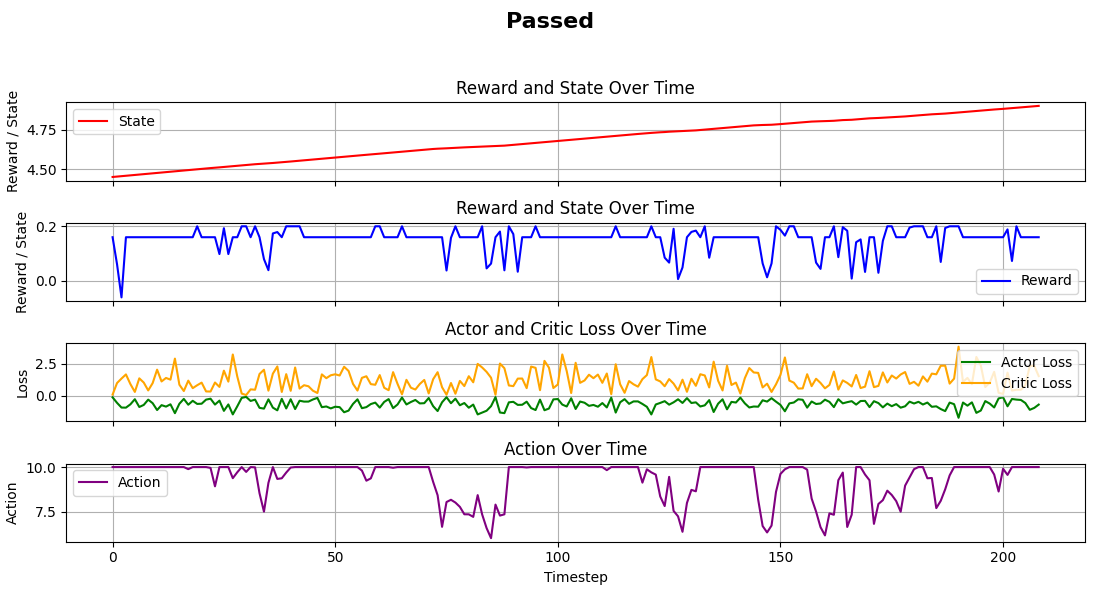 Passed
Reward and State Over Time
Reward / State
4.75
4.50
State
Reward and State Over Time
Reward / State
0.2
0.0
Reward
Actor and Critic Loss Over Time
Loss
2.5
0.0
Actor Loss
Critic Loss
Action Over Time
Action
10.0
7.5
Action
0 50 100 150 200
Timestep